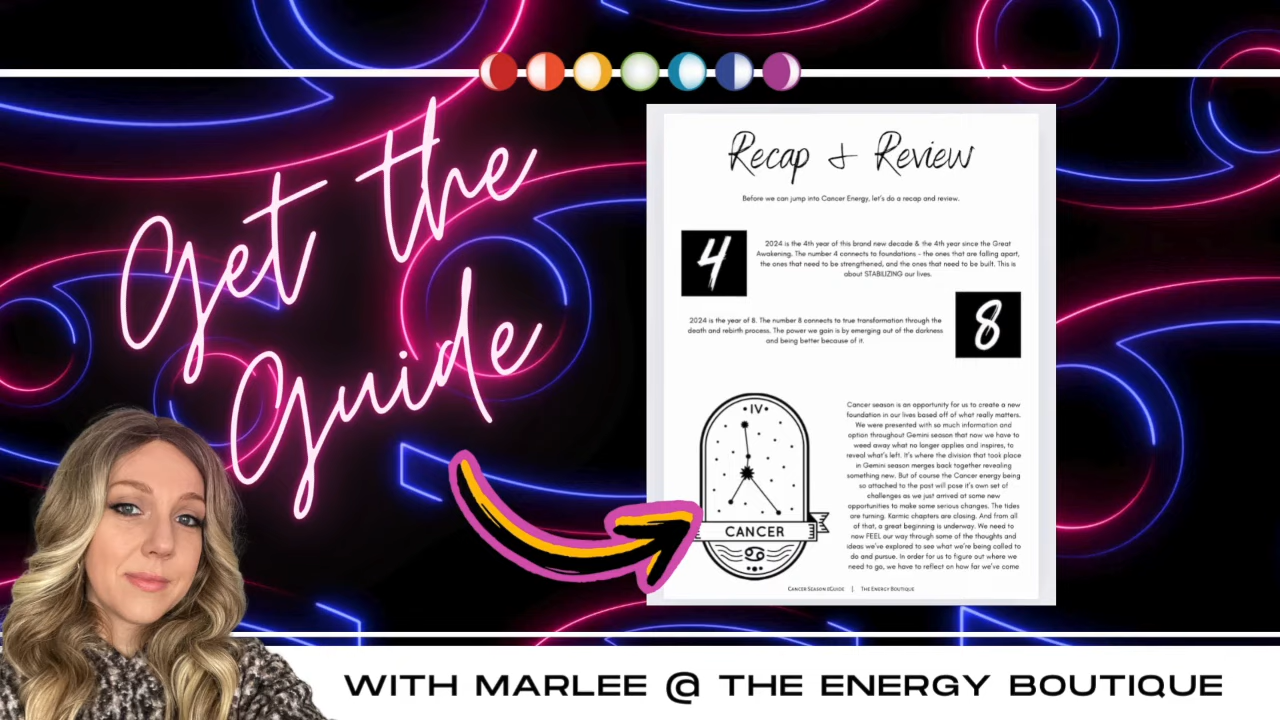 Get the
Guide
Recap & Review
Before we can jump into Cancer Energy, let's do a recap and review.
4
2024 is the 4th year of this brand new decade & the 4th year since the Great
Awakening. The number 4 connects to foundations - the ones that are falling apart,
the ones that need to be strengthened, and the ones that need to be built. This is
about STABILIZING our lives.
2024 is the year of 8. The number 8 connects to true transformation through the
death and rebirth process. The power we gain is by emerging out of the darkness
and being better because of it.
8
IV
CANCER
Cancer season is an opportunity for us to create a new
foundation in our lives based off of what really matters.
We were presented with so much information and
option throughout Gemini season that now we have to
weed away what no longer applies and inspires, to
reveal what's left. It's where the division that took place
in Gemini season merges back together revealing
something new. But of course the Cancer energy being
so attached to the past will pose it's own set of
challenges as we just arrived at some new
opportunities to make some serious changes. The tides
are turning. Karmic chapters are closing. And from all
of that, a great beginning is underway. We need to
now FEEL our way through some of the thoughts and
ideas we've explored to see what we're being called to
do and pursue. In order for us to figure out where we
need to go, we have to reflect on how far we've come
Cancer Season eGuide | The Energy Boutique
WITH MARLEE @ THE ENERGY BOUTIQUE